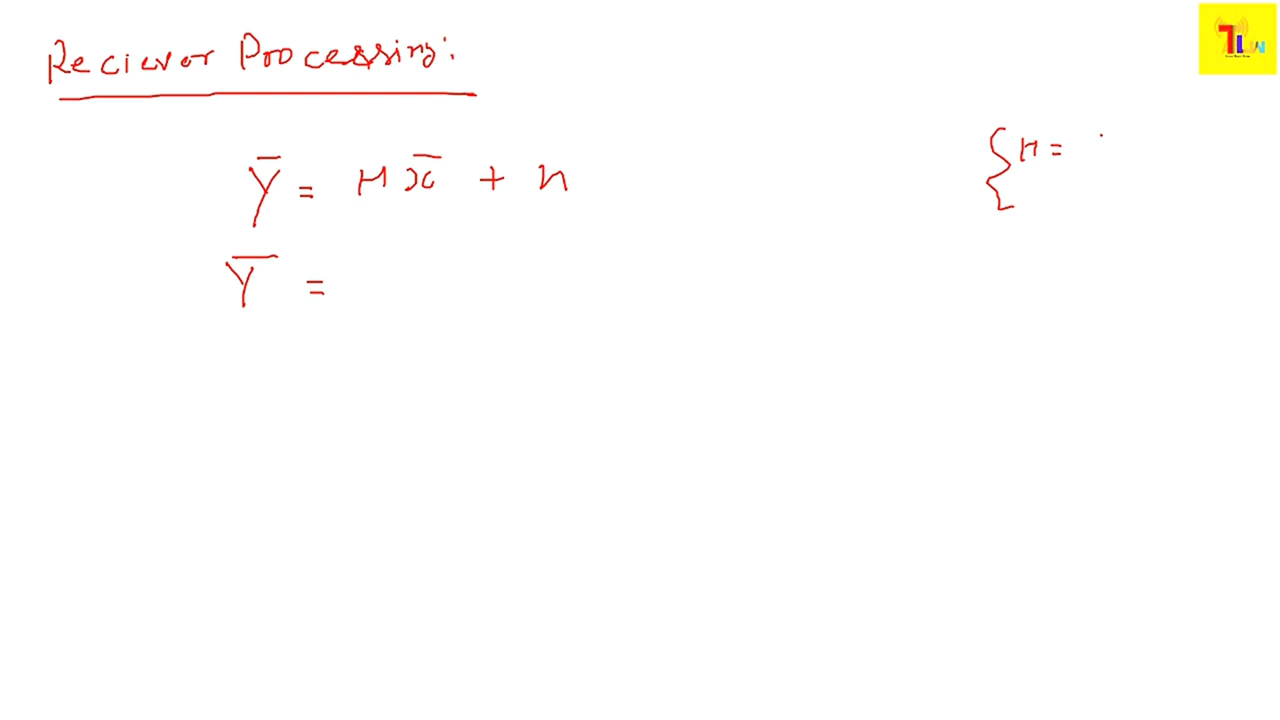 Reciever Processing:
Y̅ = H x̅ + n
{ H =
Y̅ =